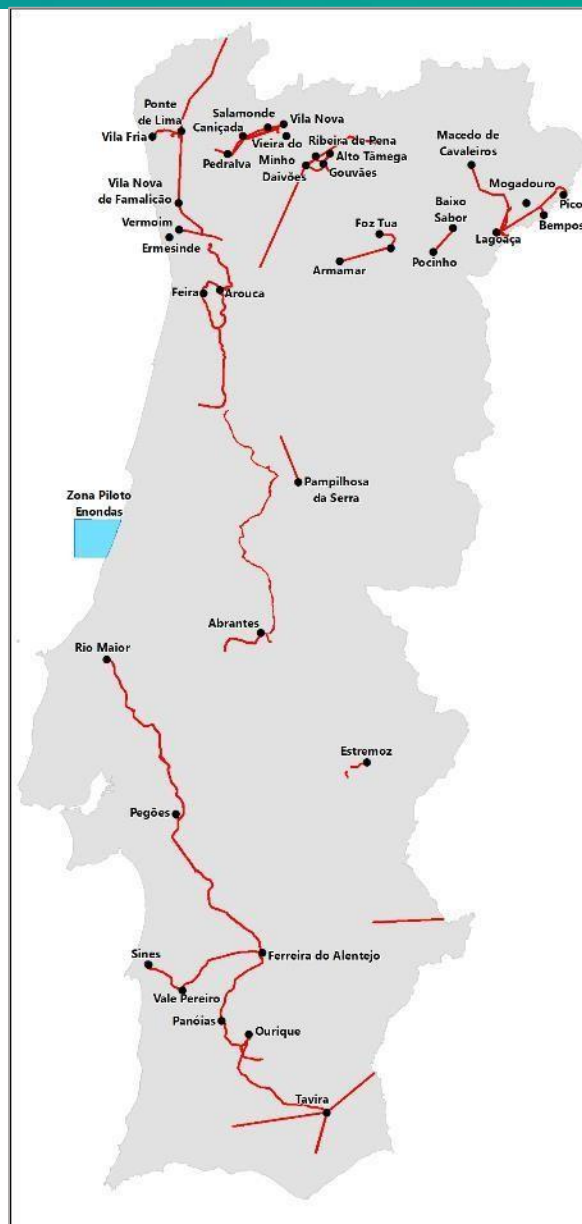 Ponte
de Lima
Vila Fria
Salamonde
Caniçada
Vila Nova
Vieira do
Minho
Pedralva
Ribeira de Pena
Alto Tâmega
Daivões
Gouvães
Macedo de
Cavaleiros
Mogadouro
Pico
Bempos
Lagoaça
Baixo
Sabor
Pocinho
Foz Tua
Armamar
Vila Nova
de Famalicão
Vermoim
Ermesinde
Feira
Arouca
Pampilhosa
da Serra
Zona Piloto
Enondas
Abrantes
Rio Maior
Estremoz
Pegões
Sines
Ferreira do Alentejo
Vale Pereiro
Panóias
Ourique
Tavira